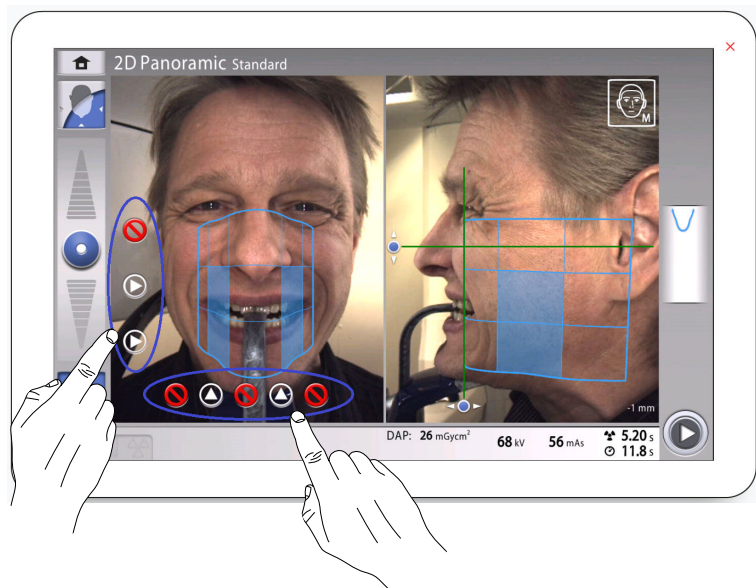 2D Panoramic Standard
M
-1 mm
DAP: 26 mGycm²
68 kV
56 mAs
5.20 s
11.8 s